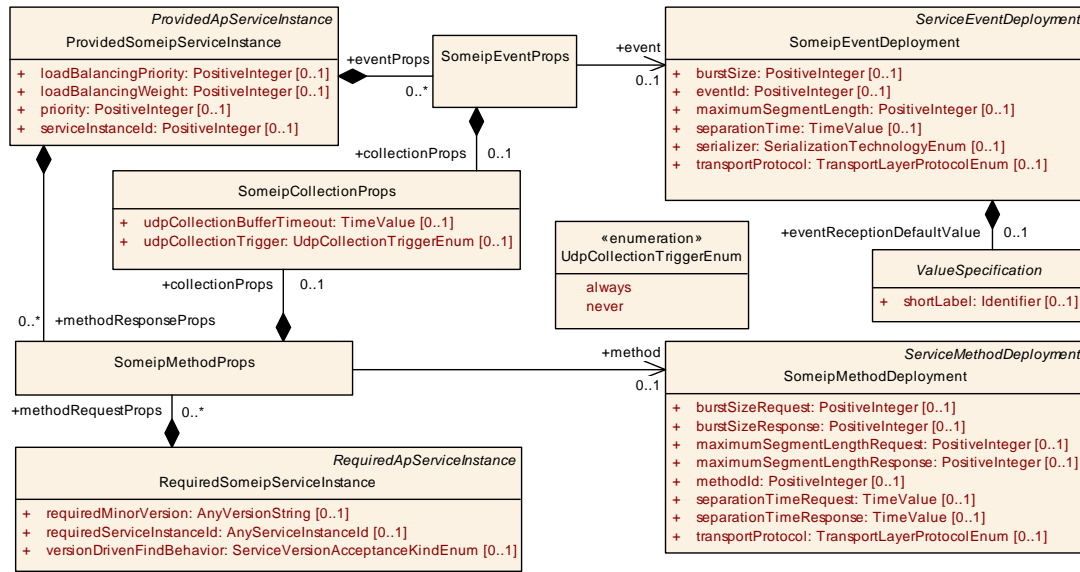 ProvidedApServiceInstance
ProvidedSomeipServiceInstance
+ loadBalancingPriority: PositiveInteger [0..1]
+ loadBalancingWeight: PositiveInteger [0..1]
+ priority: PositiveInteger [0..1]
+ serviceInstanceId: PositiveInteger [0..1]
+eventProps
0..*
SomeipEventProps
+event
0..1
ServiceEventDeployment
SomeipEventDeployment
+ burstSize: PositiveInteger [0..1]
+ eventId: PositiveInteger [0..1]
+ maximumSegmentLength: PositiveInteger [0..1]
+ separationTime: TimeValue [0..1]
+ serializer: SerializationTechnologyEnum [0..1]
+ transportProtocol: TransportLayerProtocolEnum [0..1]
+collectionProps
0..1
SomeipCollectionProps
+ udpCollectionBufferTimeout: TimeValue [0..1]
+ udpCollectionTrigger: UdpCollectionTriggerEnum [0..1]
«enumeration»
UdpCollectionTriggerEnum
always
never
+eventReceptionDefaultValue
0..1
ValueSpecification
+ shortLabel: Identifier [0..1]
+collectionProps
0..1
0..*
+methodResponseProps
SomeipMethodProps
+method
0..1
ServiceMethodDeployment
SomeipMethodDeployment
+ burstSizeRequest: PositiveInteger [0..1]
+ burstSizeResponse: PositiveInteger [0..1]
+ maximumSegmentLengthRequest: PositiveInteger [0..1]
+ maximumSegmentLengthResponse: PositiveInteger [0..1]
+ methodId: PositiveInteger [0..1]
+ separationTimeRequest: TimeValue [0..1]
+ separationTimeResponse: TimeValue [0..1]
+ transportProtocol: TransportLayerProtocolEnum [0..1]
+methodRequestProps
0..*
RequiredApServiceInstance
RequiredSomeipServiceInstance
+ requiredMinorVersion: AnyVersionString [0..1]
+ requiredServiceInstanceId: AnyServiceInstanceId [0..1]
+ versionDrivenFindBehavior: ServiceVersionAcceptanceKindEnum [0..1]